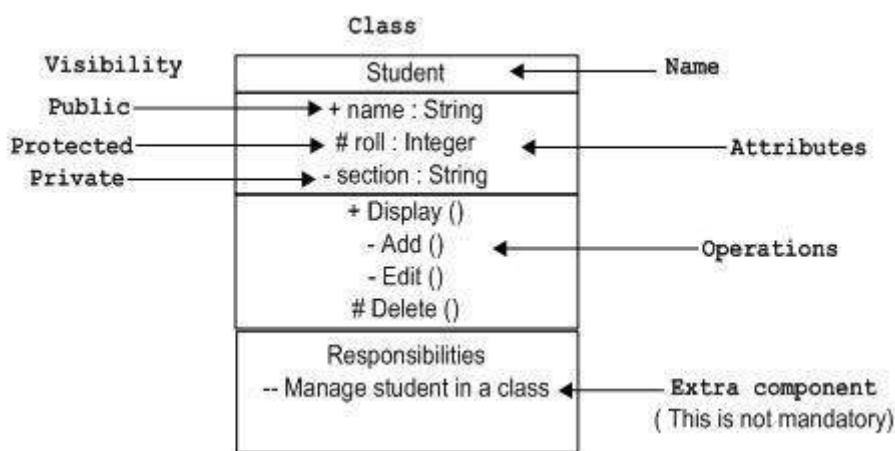 Class
Visibility
Student
Name
Public
+ name : String
Protected
# roll : Integer
Attributes
Private
- section : String
+ Display ()
- Add ()
Operations
- Edit ()
# Delete ()
Responsibilities
-- Manage student in a class
Extra component
( This is not mandatory)